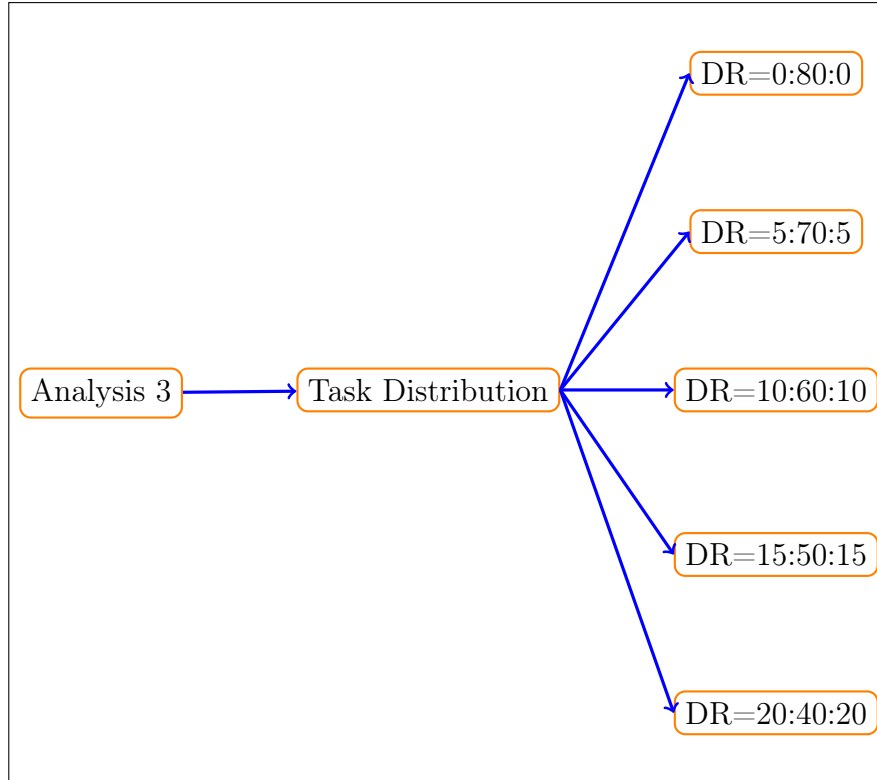 DR=0:80:0
DR=5:70:5
Analysis 3
Task Distribution
DR=10:60:10
DR=15:50:15
DR=20:40:20